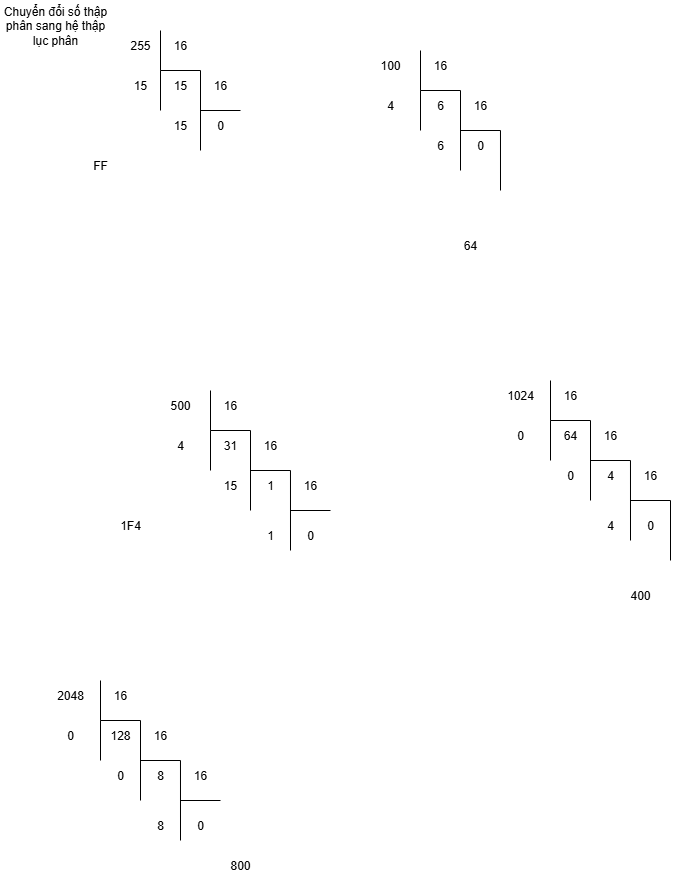 Chuyển đổi số thập
phân sang hệ thập
lục phân
255 16
15 15 16
15 0
FF
100 16
4 6 16
6 0
64
500 16
4 31 16
15 1 16
1 0
1F4
1024 16
0 64 16
0 4 16
4 0
400
2048 16
0 128 16
0 8 16
8 0
800